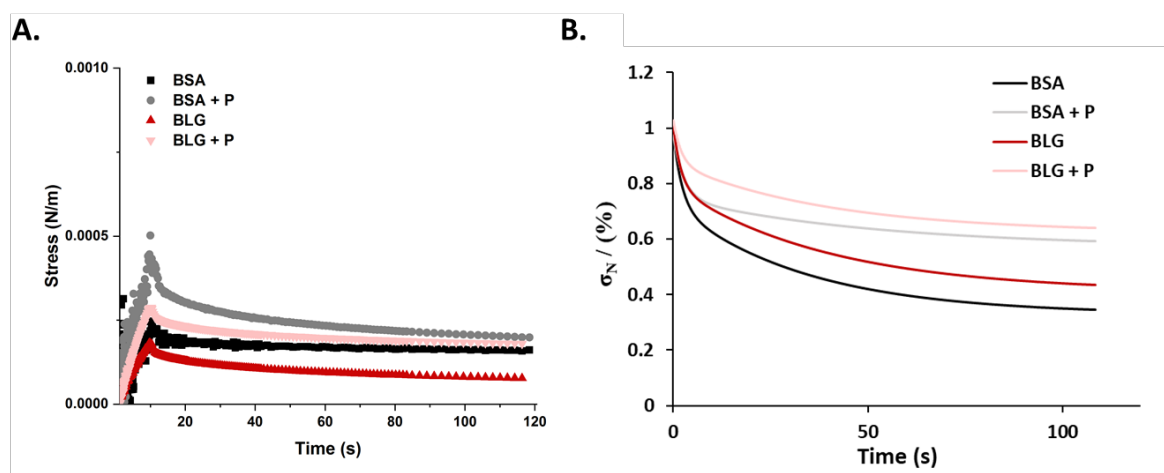 A.
0.0010
BSA
BSA + P
BLG
BLG + P
Stress (N/m)
0.0005
0.0000
20
40
60
80
100
120
Time (s)
B.
1.2
BSA
BSA + P
BLG
BLG + P
1
0.8
σN / (%)
0.6
0.4
0.2
0
0
50
100
Time (s)